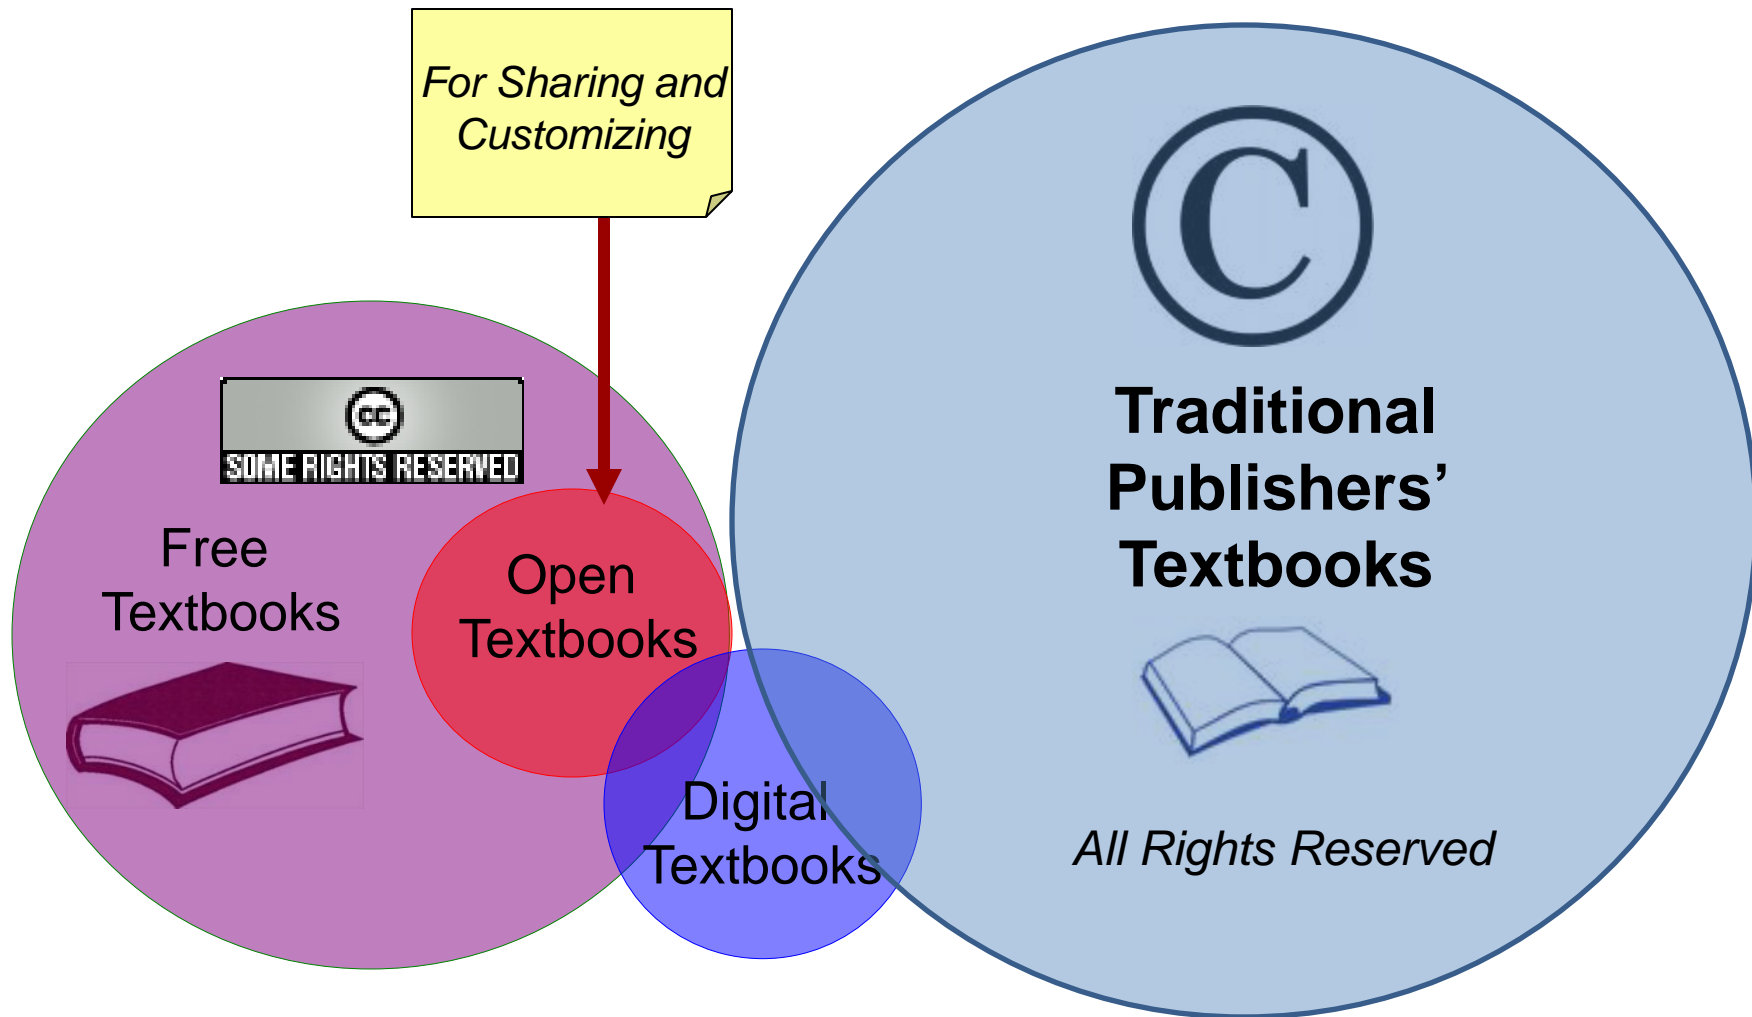 For Sharing and
Customizing
C
Traditional
Publishers’
Textbooks
All Rights Reserved
cc
SOME RIGHTS RESERVED
Free
Textbooks
Open
Textbooks
Digital
Textbooks